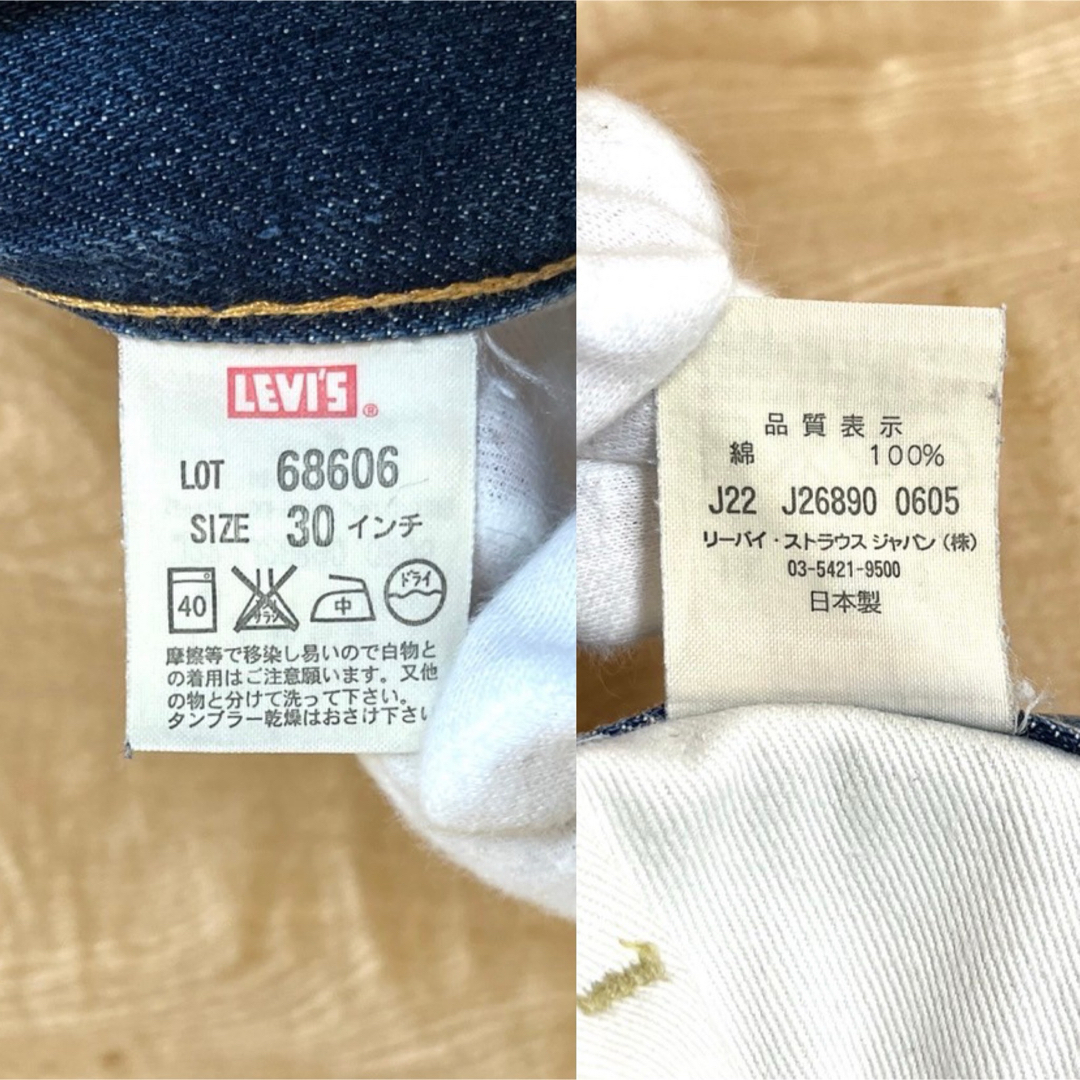 LEVI'S®
LOT 68606
SIZE 30 インチ
40 サラシ 中 ドライ
摩擦等で移染し易いので白物と
の着用はご注意願います。又他
の物と分けて洗って下さい。
タンブラー乾燥はおさけ下さい
品質表示
綿 100%
J22 J26890 0605
リーバイ・ストラウス ジャパン(株)
03-5421-9500
日本製